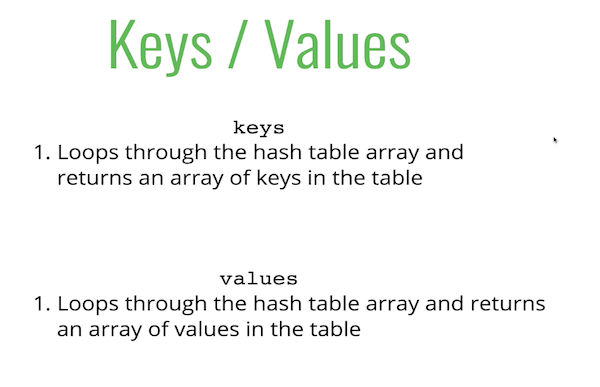 Keys / Values
keys
1. Loops through the hash table array and
returns an array of keys in the table
values
1. Loops through the hash table array and returns
an array of values in the table